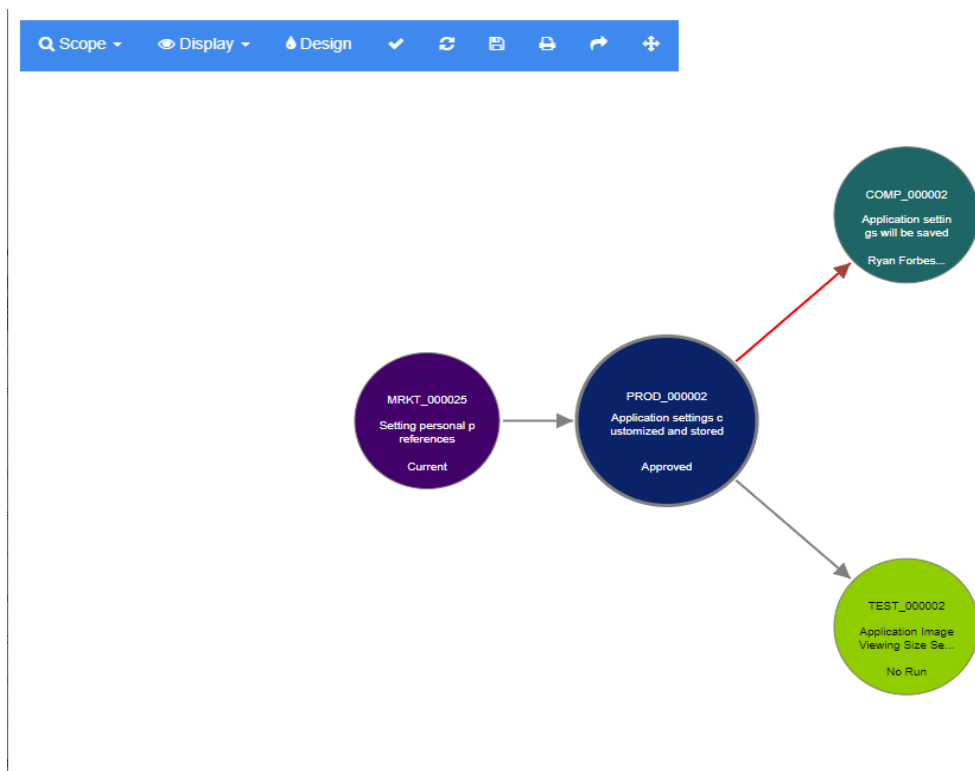 Scope Display Design
COMP_000002
Application settin
gs will be saved
Ryan Forbes...
MRKT_000025
Setting personal p
references
Current
PROD_000002
Application settings c
ustomized and stored
Approved
TEST_000002
Application Image
Viewing Size Se...
No Run